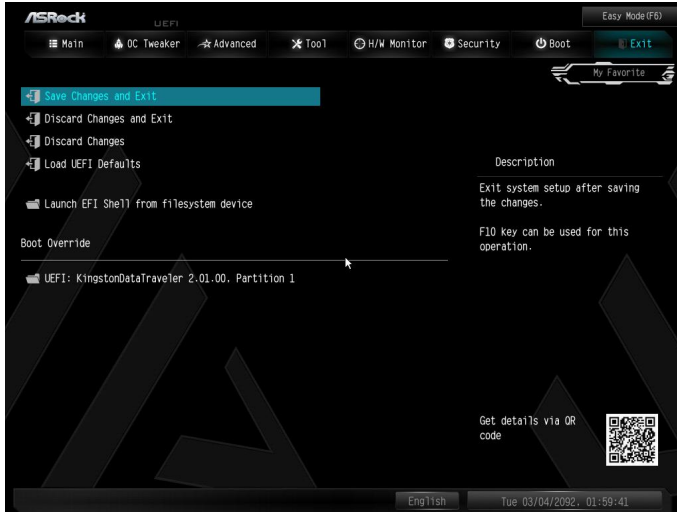 ASRock UEFI
Easy Mode(F6)
Main OC Tweaker Advanced Tool H/W Monitor Security Boot Exit
My Favorite
Save Changes and Exit
Discard Changes and Exit
Discard Changes
Load UEFI Defaults
Launch EFI Shell from filesystem device
Boot Override
UEFI: KingstonDataTraveler 2.01.00, Partition 1
Description
Exit system setup after saving
the changes.
F10 key can be used for this
operation.
Get details via QR
code
English
Tue 03/04/2092, 01:59:41